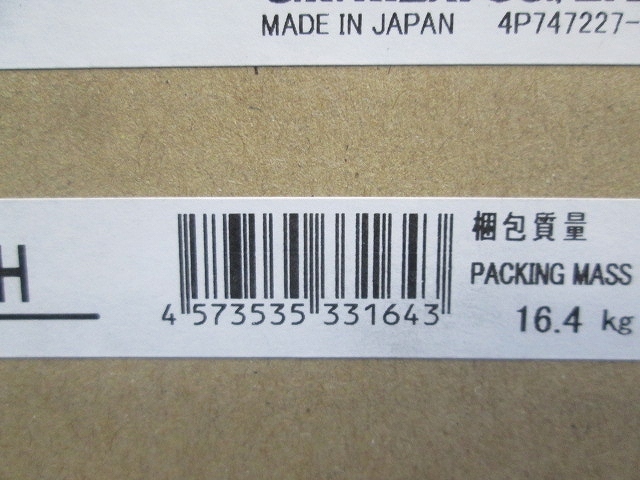 MADE IN JAPAN 4P747227-
H
4 573535 331643
梱包質量
PACKING MASS
16.4 kg